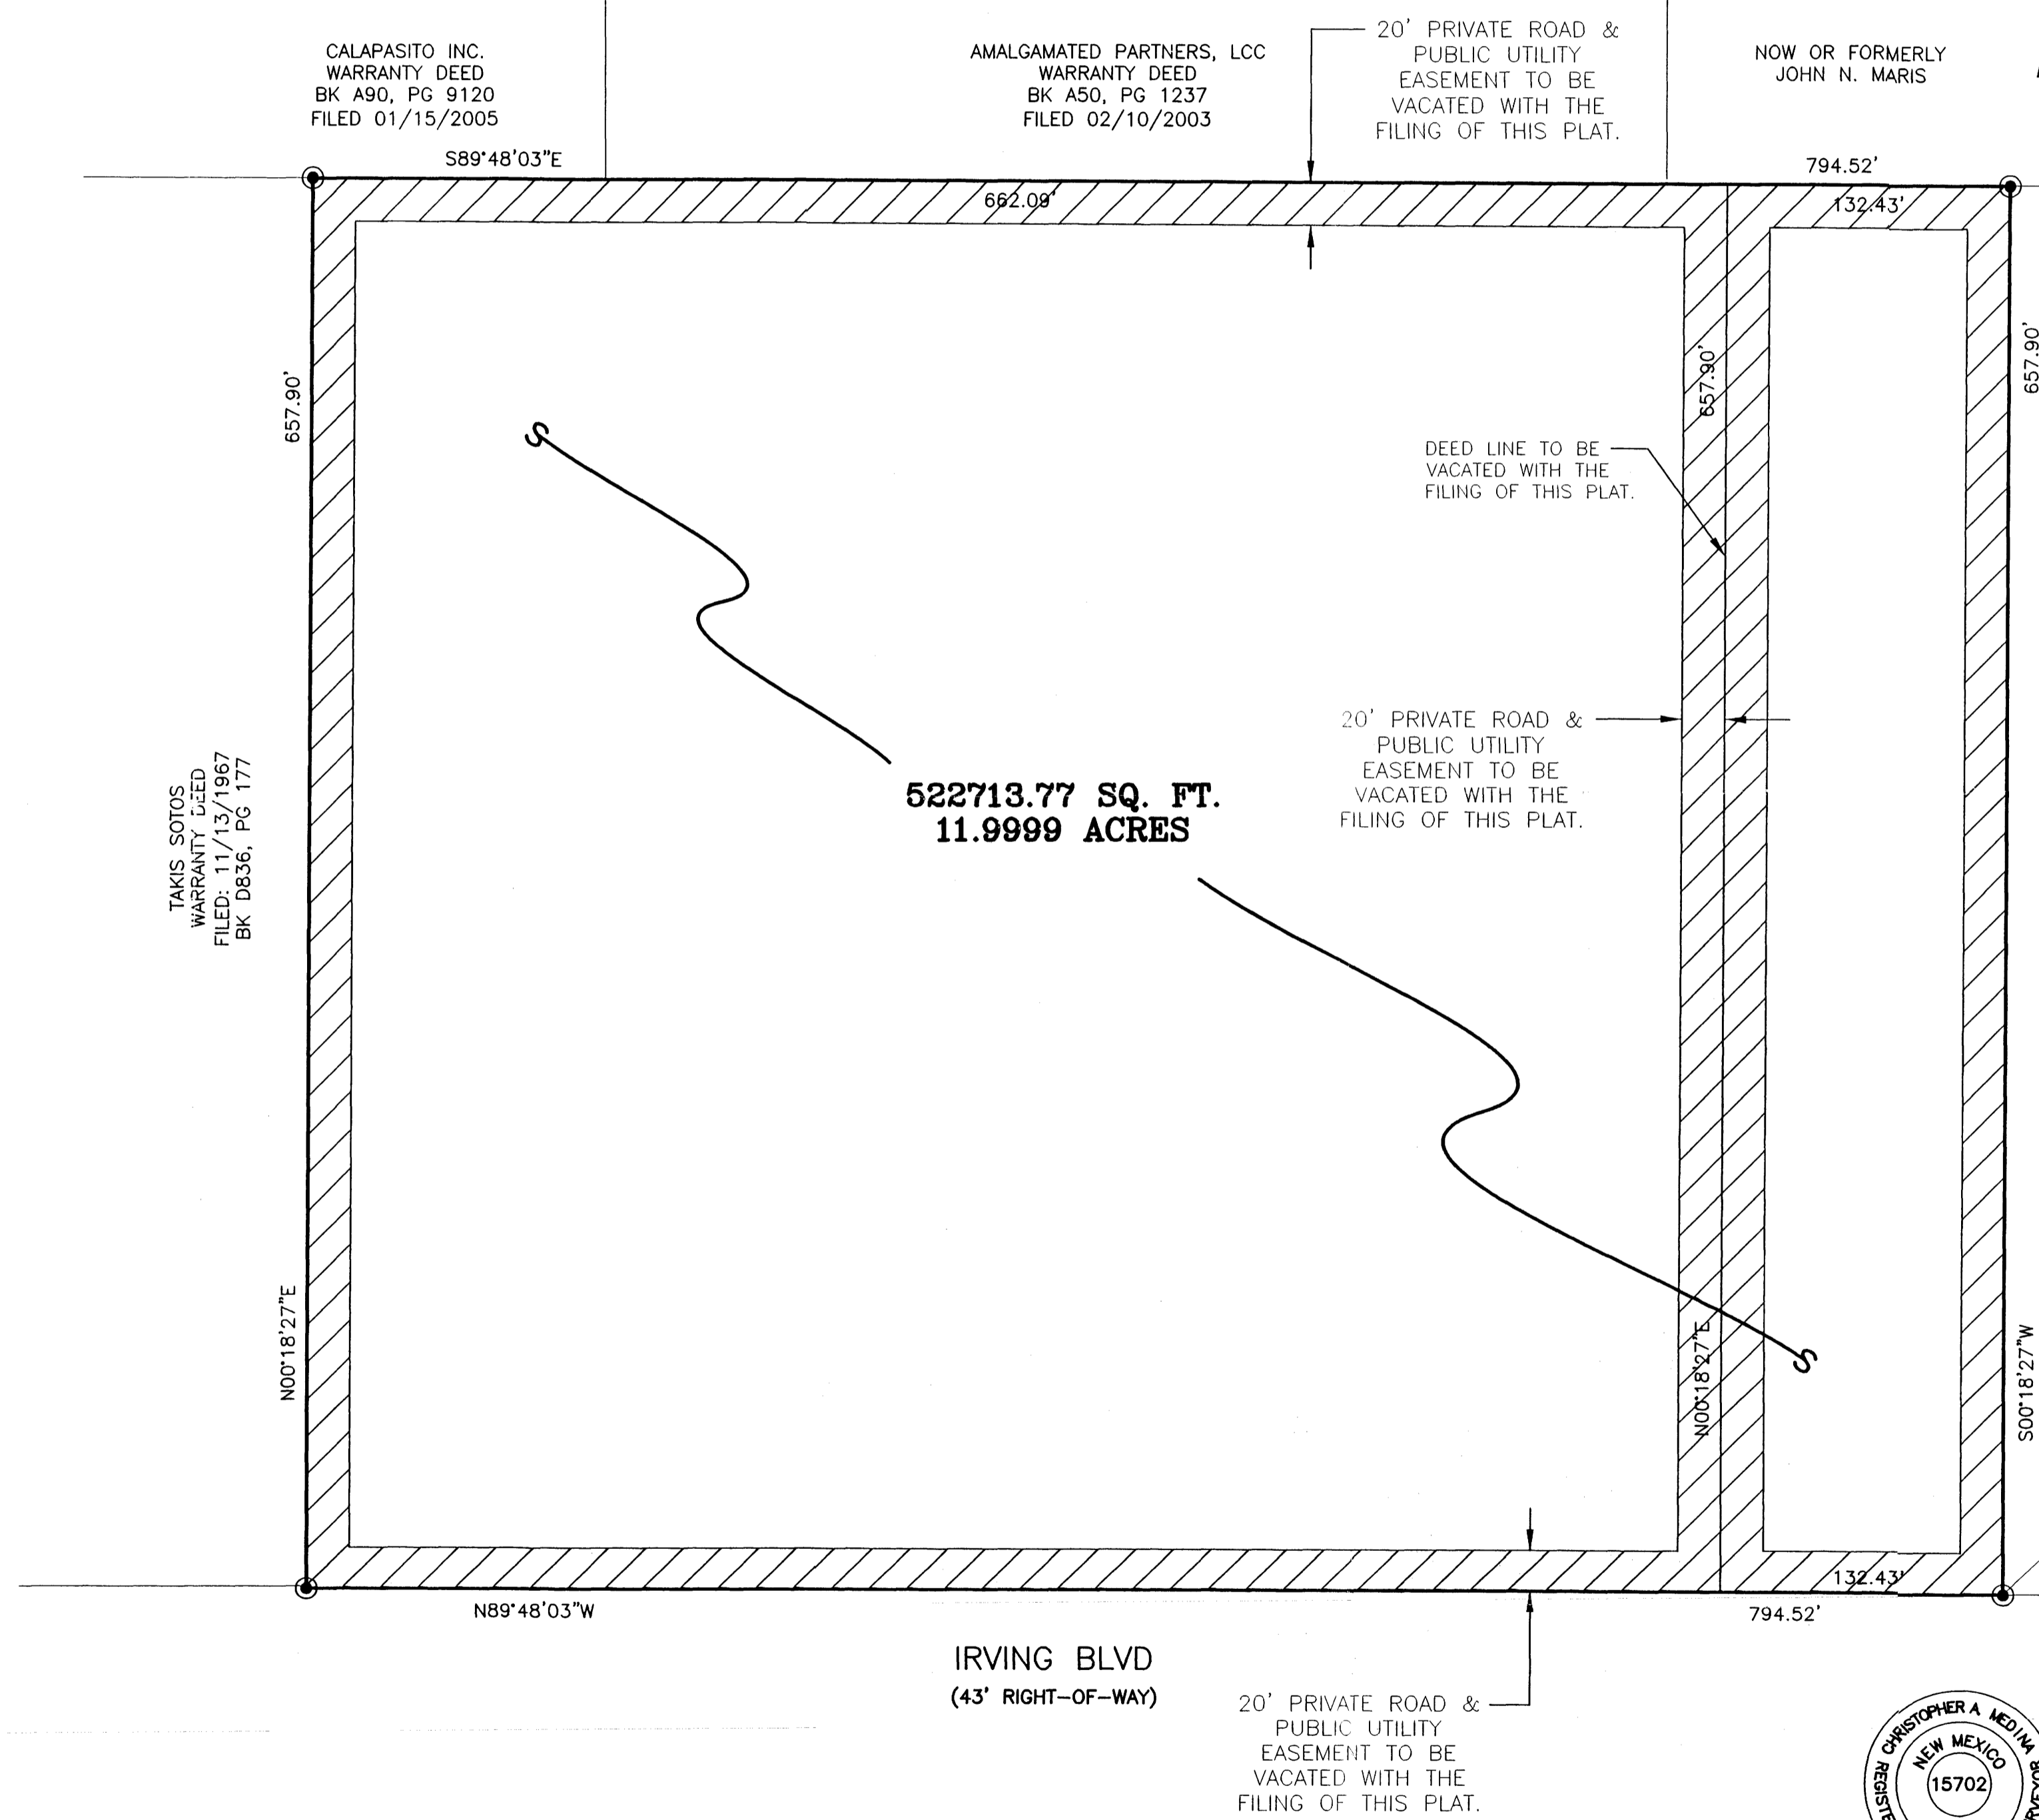 CALAPASITO INC.
WARRANTY DEED
BK A90, PG 9120
FILED 01/15/2005
AMALGAMATED PARTNERS, LCC
WARRANTY DEED
BK A50, PG 1237
FILED 02/10/2003
20' PRIVATE ROAD &
PUBLIC UTILITY
EASEMENT TO BE
VACATED WITH THE
FILING OF THIS PLAT.
NOW OR FORMERLY
JOHN N. MARIS
S89°48'03"E
794.52'
662.09'
132.43'
657.90'
657.90'
657.90'
DEED LINE TO BE
VACATED WITH THE
FILING OF THIS PLAT.
20' PRIVATE ROAD &
PUBLIC UTILITY
EASEMENT TO BE
VACATED WITH THE
FILING OF THIS PLAT.
522713.77 SQ. FT.
11.9999 ACRES
TAKIS SOTOS
WARRANTY DEED
FILED: 11/13/1967
BK D836, PG 177
N00°18'27"E
N00°18'27"E
S00°18'27"W
132.43'
N89°48'03"W
794.52'
IRVING BLVD
(43' RIGHT-OF-WAY)
20' PRIVATE ROAD &
PUBLIC UTILITY
EASEMENT TO BE
VACATED WITH THE
FILING OF THIS PLAT.
CHRISTOPHER A. MEDINA
NEW MEXICO
15702